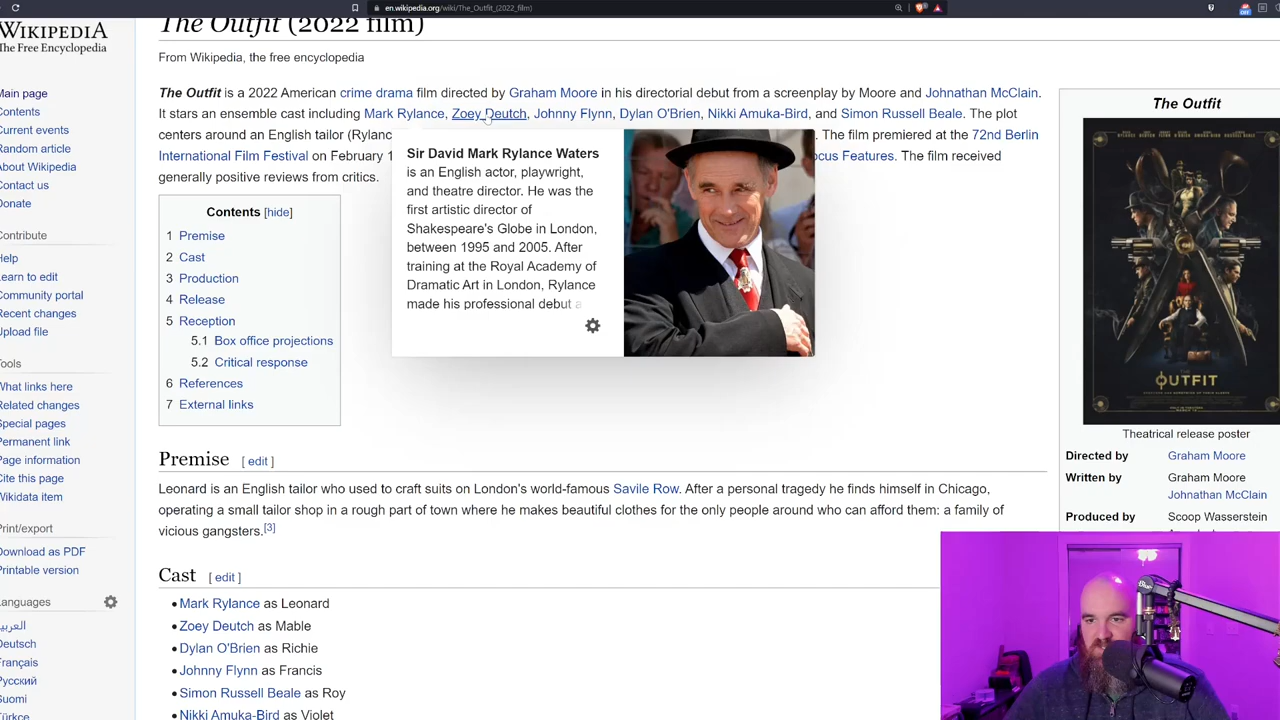 en.wikipedia.org/wiki/The_Outfit_(2022_film)
WIKIPEDIA
The Free Encyclopedia
Main page
Contents
Current events
Random article
About Wikipedia
Contact us
Donate
Contribute
Help
Learn to edit
Community portal
Recent changes
Upload file
Tools
What links here
Related changes
Special pages
Permanent link
Page information
Cite this page
Wikidata item
Print/export
Download as PDF
Printable version
Languages
العربية
Deutsch
Français
Русский
Suomi
Türkçe
The Outfit (2022 film)
From Wikipedia, the free encyclopedia
The Outfit is a 2022 American crime drama film directed by Graham Moore in his directorial debut from a screenplay by Moore and Johnathan McClain.
It stars an ensemble cast including Mark Rylance, Zoey Deutch, Johnny Flynn, Dylan O'Brien, Nikki Amuka-Bird, and Simon Russell Beale. The plot
centers around an English tailor (Rylanc . The film premiered at the 72nd Berlin
International Film Festival on February 1 ocus Features. The film received
generally positive reviews from critics.
Sir David Mark Rylance Waters
is an English actor, playwright,
and theatre director. He was the
first artistic director of
Shakespeare's Globe in London,
between 1995 and 2005. After
training at the Royal Academy of
Dramatic Art in London, Rylance
made his professional debut a
Contents [hide]
1 Premise
2 Cast
3 Production
4 Release
5 Reception
5.1 Box office projections
5.2 Critical response
6 References
7 External links
Premise [ edit ]
Leonard is an English tailor who used to craft suits on London's world-famous Savile Row. After a personal tragedy he finds himself in Chicago,
operating a small tailor shop in a rough part of town where he makes beautiful clothes for the only people around who can afford them: a family of
vicious gangsters.[3]
Cast [ edit ]
• Mark Rylance as Leonard
• Zoey Deutch as Mable
• Dylan O'Brien as Richie
• Johnny Flynn as Francis
• Simon Russell Beale as Roy
• Nikki Amuka-Bird as Violet
The Outfit
THE
OUTFIT
Theatrical release poster
Directed by Graham Moore
Written by Graham Moore
Johnathan McClain
Produced by Scoop Wasserstein